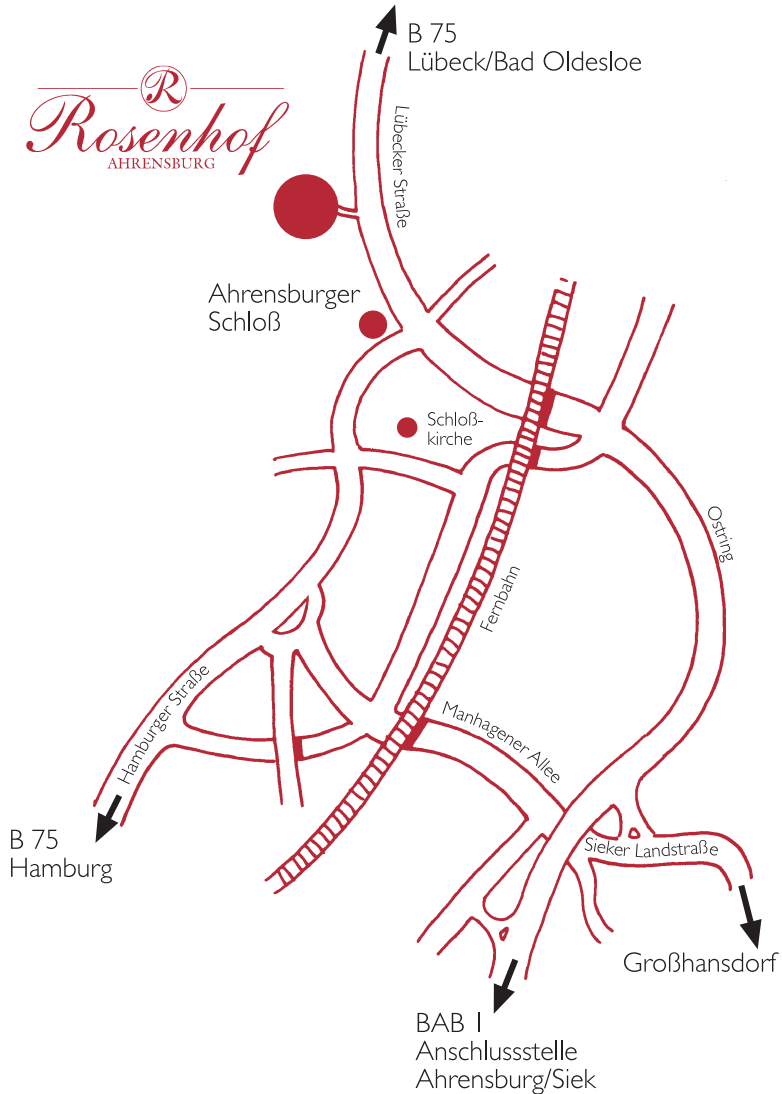 B 75
Lübeck/Bad Oldesloe
R
Rosenhof
AHRENSBURG
Lübecker Straße
Ahrensburger
Schloß
Schloß-
kirche
Ostring
Fernbahn
Manhagener Allee
Hamburger Straße
B 75
Hamburg
Sieker Landstraße
Großhansdorf
BAB 1
Anschlussstelle
Ahrensburg/Siek